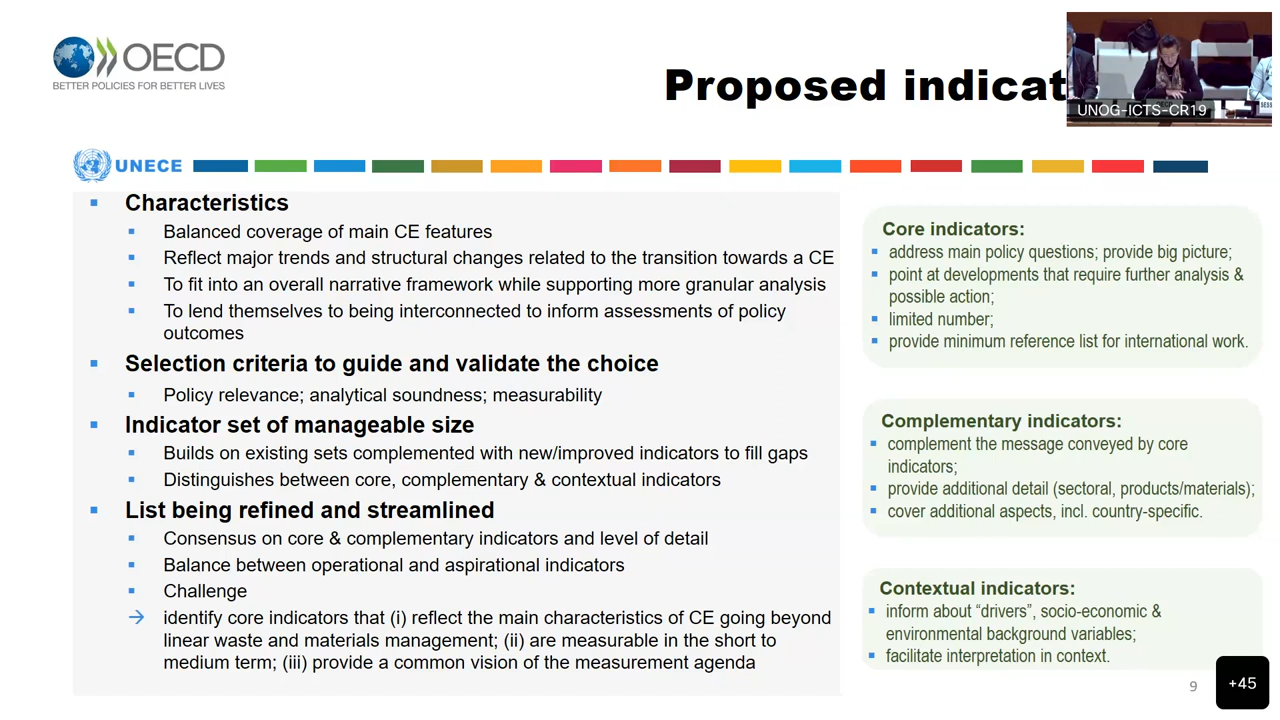 OECD
BETTER POLICIES FOR BETTER LIVES
Proposed indicat
UNOG-ICTS-CR19
UNECE
Characteristics
Balanced coverage of main CE features
Reflect major trends and structural changes related to the transition towards a CE
To fit into an overall narrative framework while supporting more granular analysis
To lend themselves to being interconnected to inform assessments of policy
outcomes
Selection criteria to guide and validate the choice
Policy relevance; analytical soundness; measurability
Indicator set of manageable size
Builds on existing sets complemented with new/improved indicators to fill gaps
Distinguishes between core, complementary & contextual indicators
List being refined and streamlined
Consensus on core & complementary indicators and level of detail
Balance between operational and aspirational indicators
Challenge
→ identify core indicators that (i) reflect the main characteristics of CE going beyond
linear waste and materials management; (ii) are measurable in the short to
medium term; (iii) provide a common vision of the measurement agenda
Core indicators:
address main policy questions; provide big picture;
point at developments that require further analysis &
possible action;
limited number;
provide minimum reference list for international work.
Complementary indicators:
complement the message conveyed by core
indicators;
provide additional detail (sectoral, products/materials);
cover additional aspects, incl. country-specific.
Contextual indicators:
inform about “drivers”, socio-economic &
environmental background variables;
facilitate interpretation in context.
9
+45